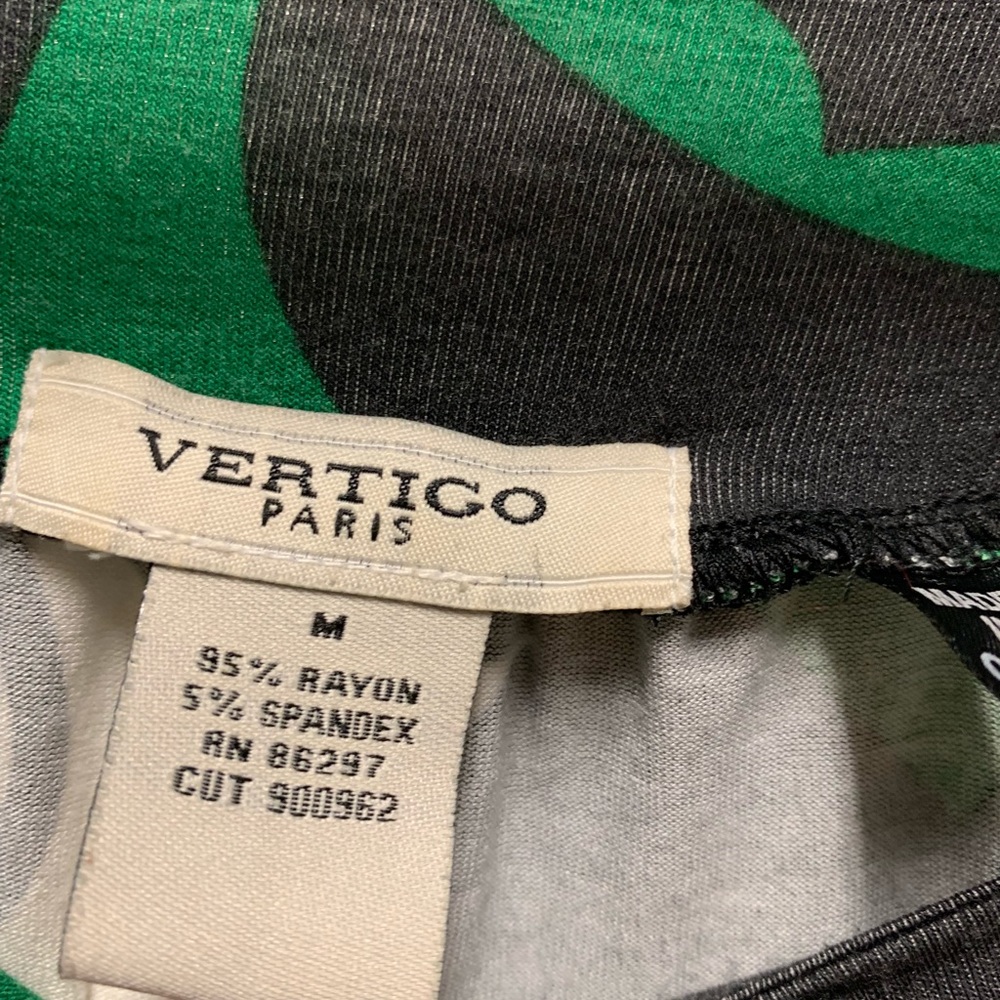 VERTIGO
PARIS
M
95% RAYON
5% SPANDEX
RN 86297
CUT 900962